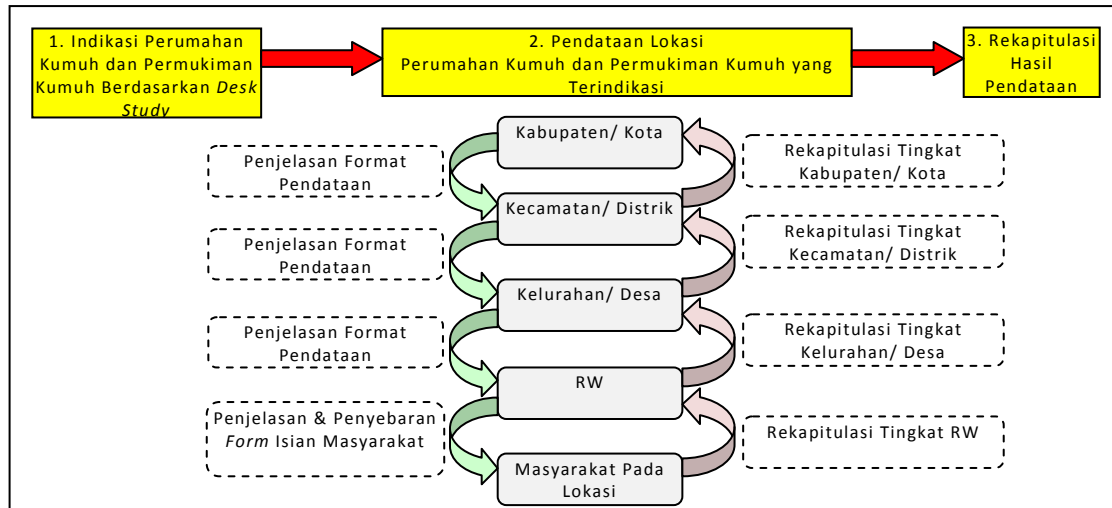 1. Indikasi Perumahan
Kumuh dan Permukiman
Kumuh Berdasarkan Desk
Study
2. Pendataan Lokasi
Perumahan Kumuh dan Permukiman Kumuh yang
Terindikasi
3. Rekapitulasi
Hasil
Pendataan
Kabupaten/ Kota
Penjelasan Format
Pendataan
Rekapitulasi Tingkat
Kabupaten/ Kota
Kecamatan/ Distrik
Penjelasan Format
Pendataan
Rekapitulasi Tingkat
Kecamatan/ Distrik
Kelurahan/ Desa
Penjelasan Format
Pendataan
Rekapitulasi Tingkat
Kelurahan/ Desa
RW
Penjelasan & Penyebaran
Form Isian Masyarakat
Rekapitulasi Tingkat RW
Masyarakat Pada
Lokasi